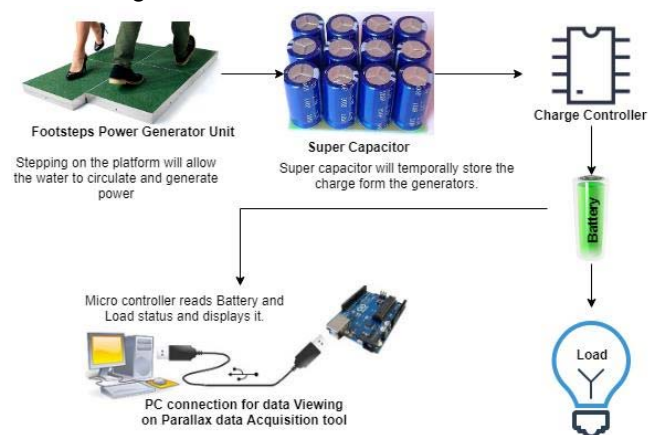 Footsteps Power Generator Unit
Stepping on the platform will allow
the water to circulate and generate
power
Super Capacitor
Super capacitor will temporally store the
charge form the generators.
Charge Controller
Battery
Micro controller reads Battery and
Load status and displays it.
PC connection for data Viewing
on Parallax data Acquisition tool
Load